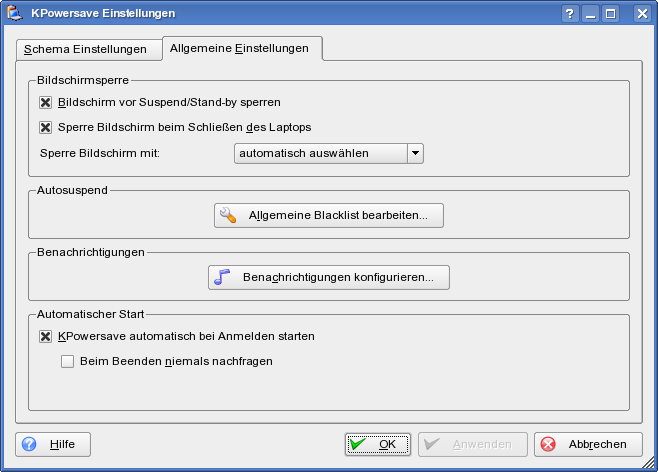 KPowersave Einstellungen
Schema Einstellungen
Allgemeine Einstellungen
Bildschirmsperre
Bildschirm vor Suspend/Stand-by sperren
Sperre Bildschirm beim Schließen des Laptops
Sperre Bildschirm mit: automatisch auswählen
Autosuspend
Allgemeine Blacklist bearbeiten...
Benachrichtigungen
Benachrichtigungen konfigurieren...
Automatischer Start
KPowersave automatisch bei Anmelden starten
Beim Beenden niemals nachfragen
Hilfe OK Anwenden Abbrechen